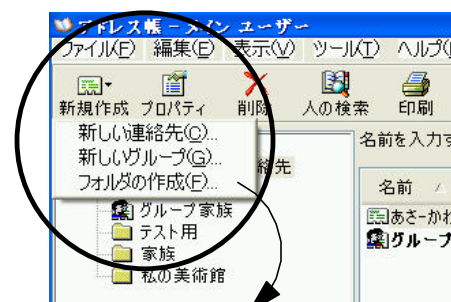 アドレス帳 - メイン ユーザー
ファイル(F) 編集(E) 表示(V) ツール(T) ヘルプ(
新規作成 プロパティ 削除 人の検索 印刷
新しい連絡先(C)...
新しいグループ(G)...
フォルダの作成(F)...
絡先
グループ家族
テスト用
家族
私の美術館
名前を入力す
名前
あさ-かわ
グループ